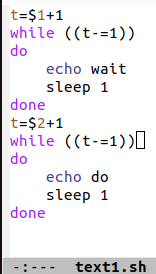 t=$1+1
while ((t-=1))
do
    echo wait
    sleep 1
done
t=$2+1
while ((t-=1))
do
    echo do
    sleep 1
done
-:--- text1.sh